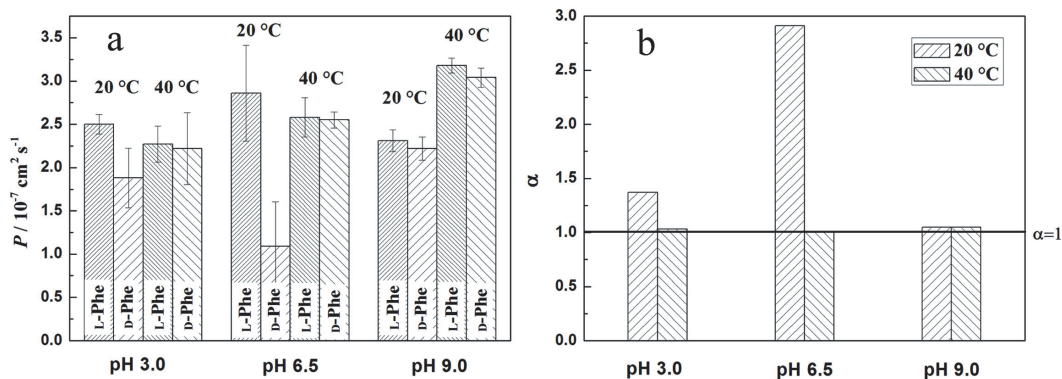 a
3.5
3.0
2.5
2.0
1.5
1.0
0.5
0.0
P / 10⁻⁷ cm² s⁻¹
20 °C
40 °C
20 °C
40 °C
20 °C
40 °C
L-Phe
D-Phe
L-Phe
D-Phe
L-Phe
D-Phe
L-Phe
D-Phe
L-Phe
D-Phe
L-Phe
D-Phe
pH 3.0
pH 6.5
pH 9.0
b
3.0
2.5
2.0
1.5
1.0
0.5
0.0
α
20 °C
40 °C
α=1
pH 3.0
pH 6.5
pH 9.0